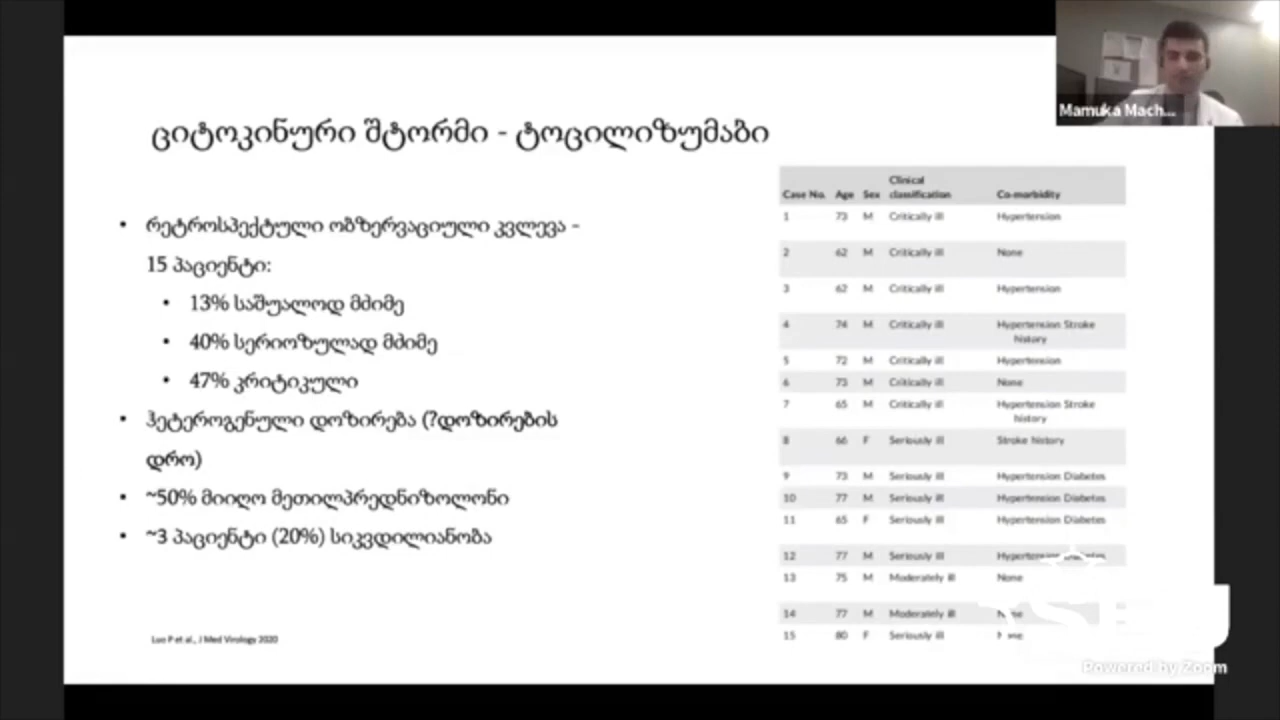 Mamuka Mach...
ციტოკინური შტორმი - ტოცილიზუმაბი
• რეტროსპექტული ობზერვაციული კვლევა -
15 პაციენტი:
• 13% საშუალოდ მძიმე
• 40% სერიოზულად მძიმე
• 47% კრიტიკული
• ჰეტეროგენული დოზირება (?დოზირების
დრო)
• ~50% მიიღო მეთილპრედნიზოლონი
• ~3 პაციენტი (20%) სიკვდილიანობა
Luo P et al., J Med Virology 2020
Clinical
Case No. Age Sex classification Co-morbidity
1 73 M Critically ill Hypertension
2 62 M Critically ill None
3 62 M Critically ill Hypertension
4 74 M Critically ill Hypertension Stroke
history
5 72 M Critically ill Hypertension
6 73 M Critically ill None
7 65 M Critically ill Hypertension Stroke
history
8 66 F Seriously ill Stroke history
9 73 M Seriously ill Hypertension Diabetes
10 77 M Seriously ill Hypertension Diabetes
11 65 F Seriously ill Hypertension Diabetes
12 77 M Seriously ill Hypertension Diabetes
13 75 M Moderately ill None
14 77 M Moderately ill None
15 80 F Seriously ill None
Powered by Zoom